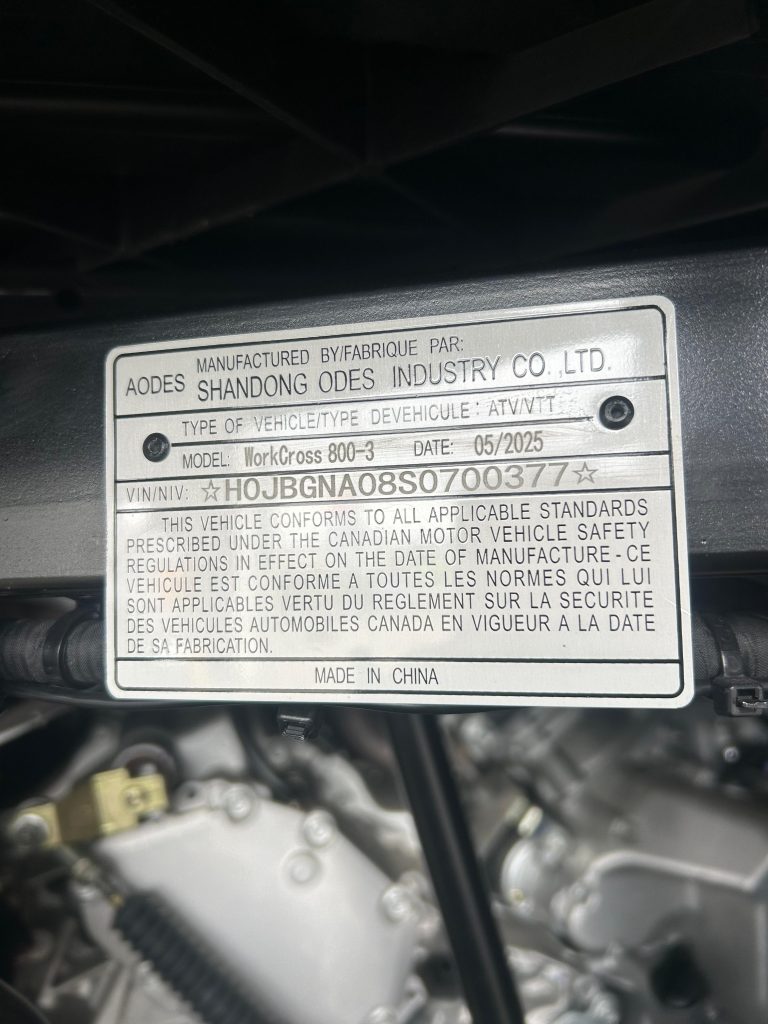 MANUFACTURED BY/FABRIQUE PAR:
AODES SHANDONG ODES INDUSTRY CO. ,LTD.
TYPE OF VEHICLE/TYPE DEVEHICULE: ATV/VTT
MODEL: WorkCross 800-3 DATE: 05/2025
VIN/NIV: ☆H0JBGNA08S0700377☆
THIS VEHICLE CONFORMS TO ALL APPLICABLE STANDARDS
PRESCRIBED UNDER THE CANADIAN MOTOR VEHICLE SAFETY
REGULATIONS IN EFFECT ON THE DATE OF MANUFACTURE - CE
VEHICULE EST CONFORME A TOUTES LES NORMES QUI LUI
SONT APPLICABLES VERTU DU REGLEMENT SUR LA SECURITE
DES VEHICULES AUTOMOBILES CANADA EN VIGUEUR A LA DATE
DE SA FABRICATION.
MADE IN CHINA